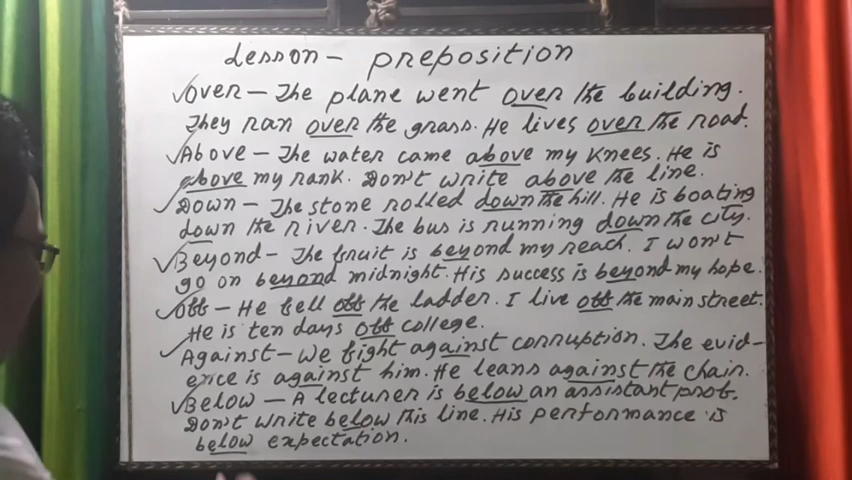 Lesson - preposition
Over - The plane went over the building.
They ran over the grass. He lives over the road.
Above - The water came above my knees. He is
above my rank. Don't write above the line.
Down - The stone rolled down the hill. He is boating
down the river. The bus is running down the city.
Beyond - The fruit is beyond my reach. I won't
go on beyond midnight. His success is beyond my hope.
Off - He fell off the ladder. I live off the main street.
He is ten days off college.
Against - We fight against corruption. The evid-
ence is against him. He leans against the chair.
Below - A lecturer is below an assistant prof.
Don't write below this line. His performance is
below expectation.